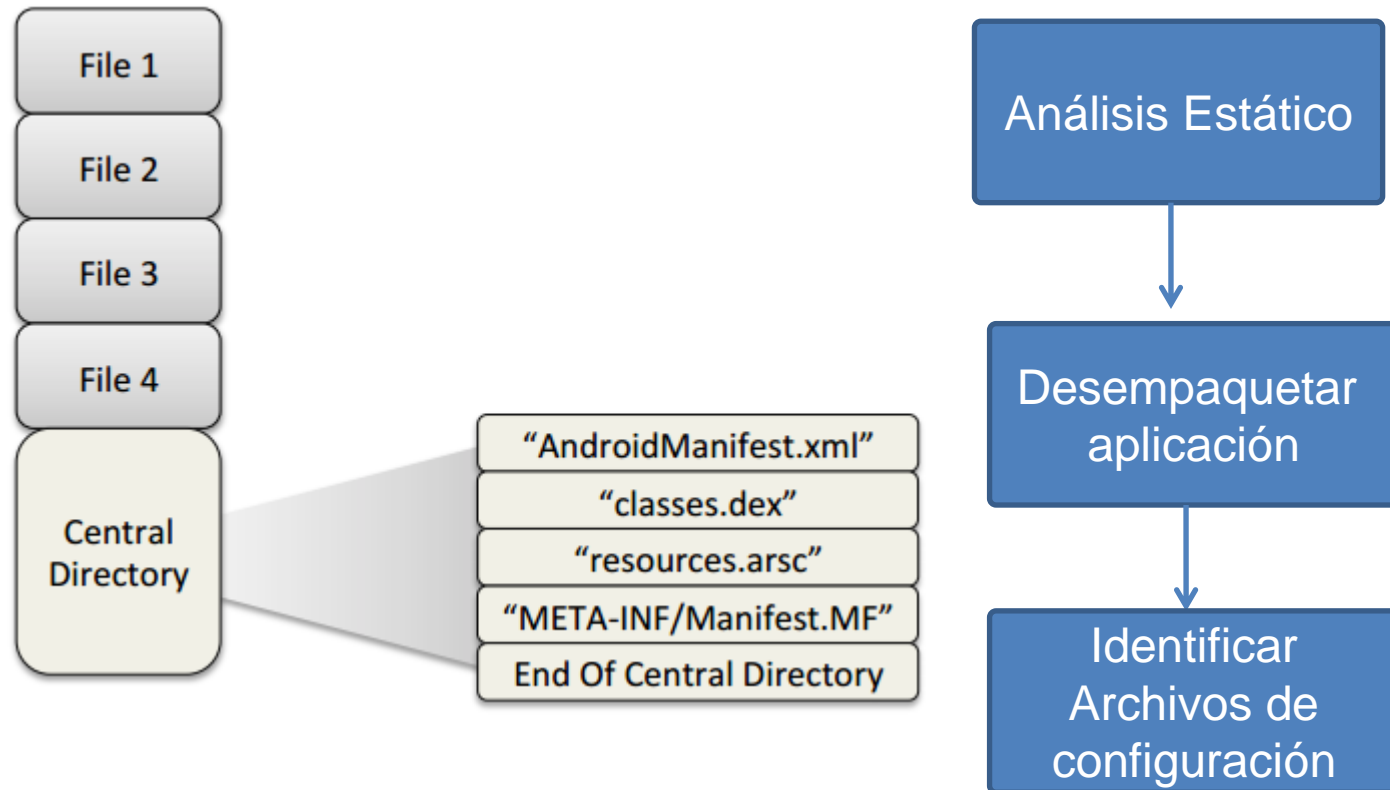 File 1
File 2
File 3
File 4
Central
Directory
“AndroidManifest.xml”
“classes.dex”
“resources.arsc”
“META-INF/Manifest.MF”
End Of Central Directory
Análisis Estático
Desempaquetar
aplicación
Identificar
Archivos de
configuración